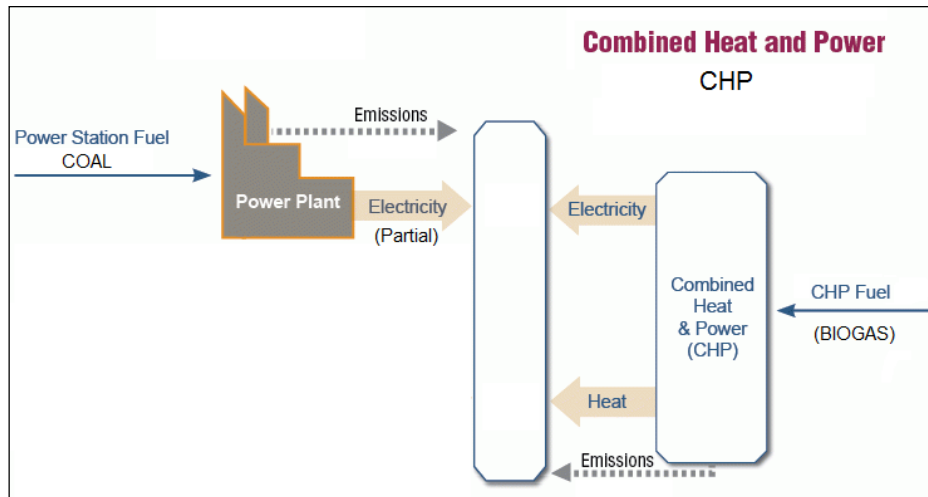 Combined Heat and Power
CHP
Emissions
Power Station Fuel
COAL
Power Plant
Electricity
(Partial)
Electricity
Combined
Heat
& Power
(CHP)
CHP Fuel
(BIOGAS)
Heat
Emissions